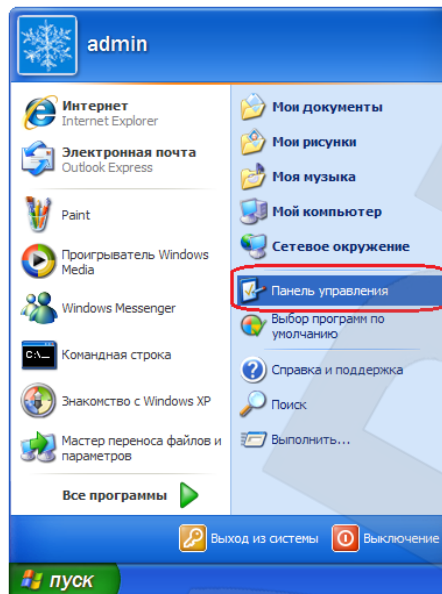 admin
Интернет
Internet Explorer
Электронная почта
Outlook Express
Paint
Проигрыватель Windows
Media
Windows Messenger
C:\_
Командная строка
Знакомство с Windows XP
Мастер переноса файлов и
параметров
Все программы
Мои документы
Мои рисунки
Моя музыка
Мой компьютер
Сетевое окружение
Панель управления
Выбор программ по
умолчанию
Справка и поддержка
Поиск
Выполнить...
Выход из системы
Выключение
пуск